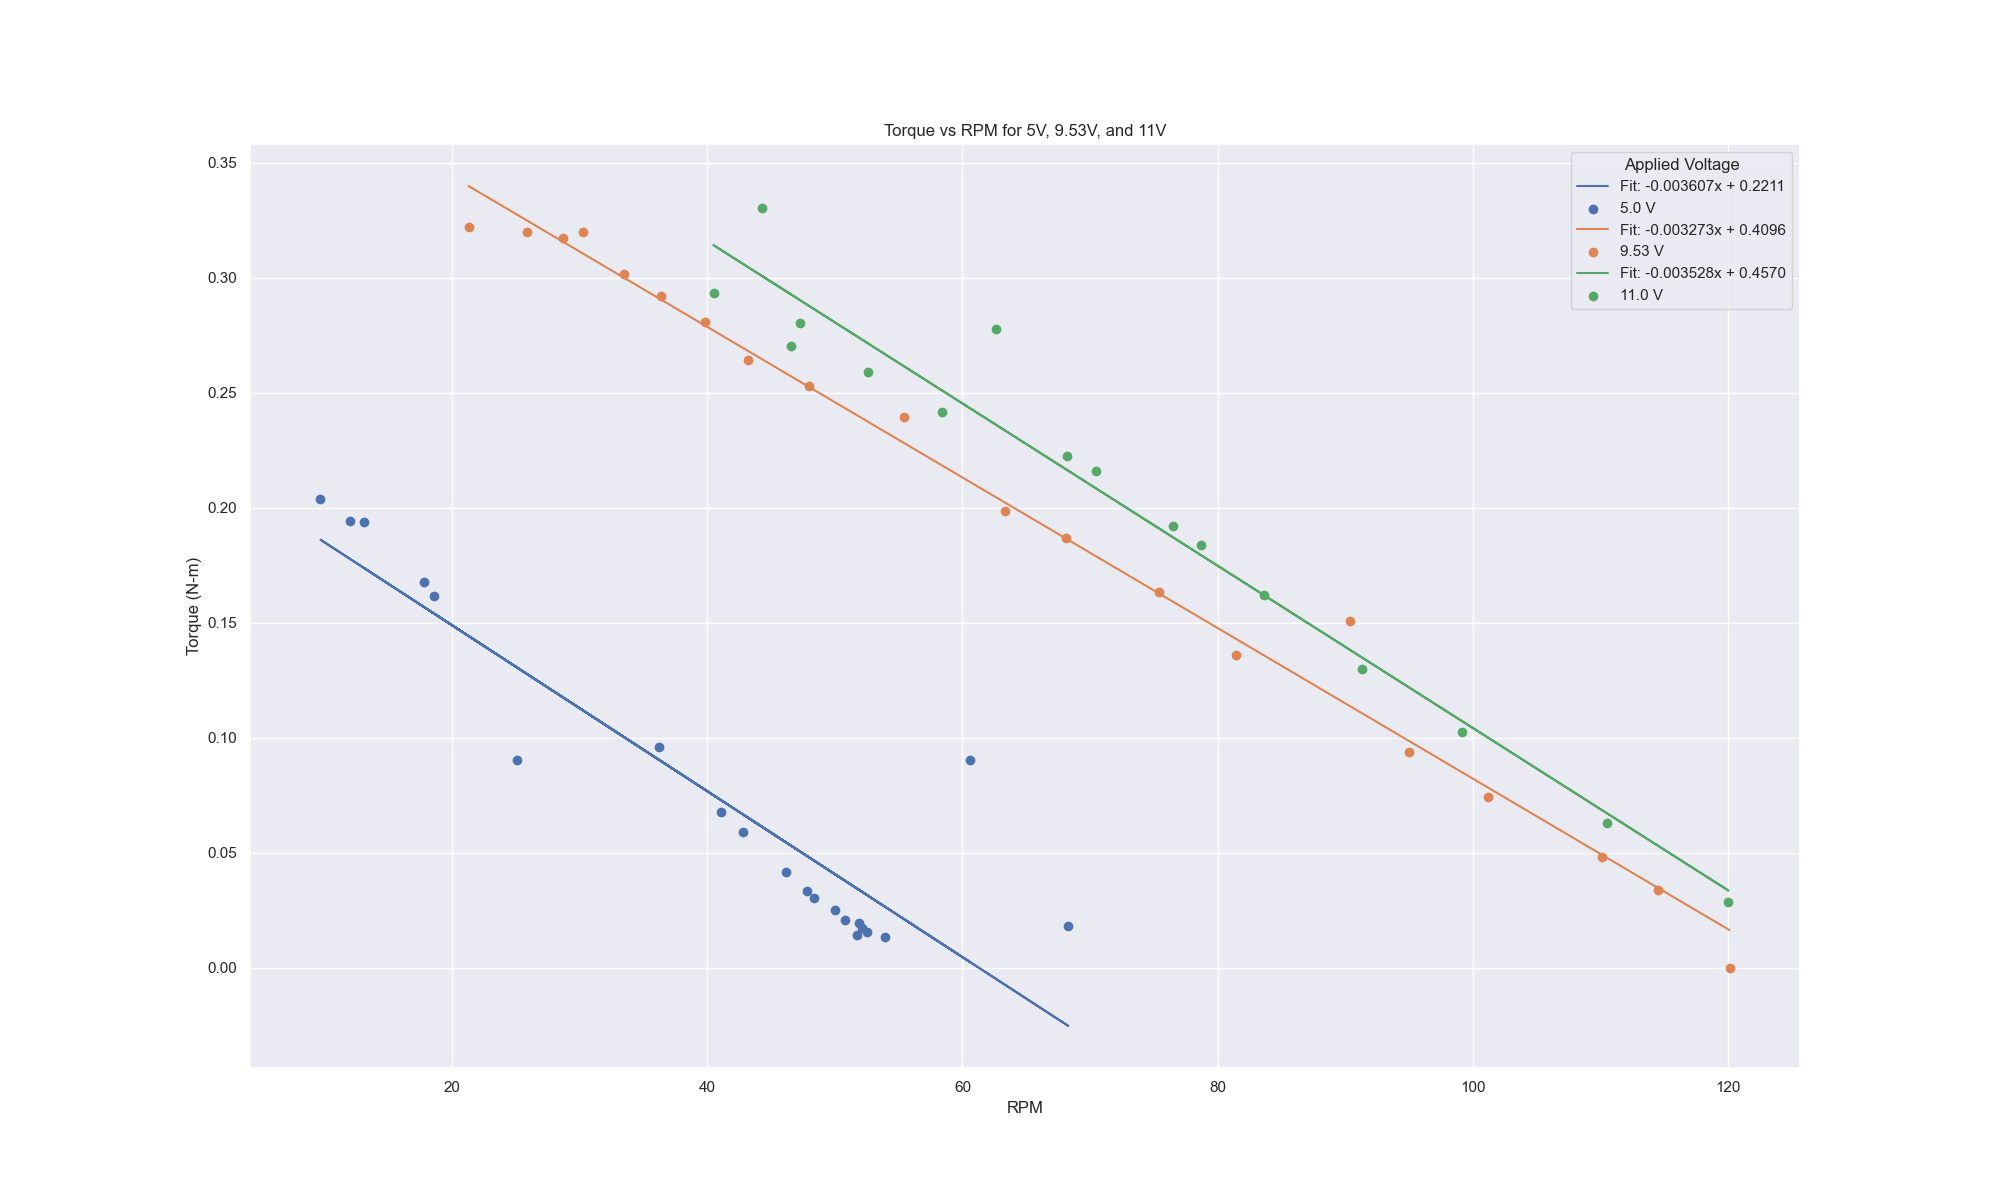 Torque vs RPM for 5V, 9.53V, and 11V
Applied Voltage
Fit: -0.003607x + 0.2211
5.0 V
Fit: -0.003273x + 0.4096
9.53 V
Fit: -0.003528x + 0.4570
11.0 V
Torque (N-m)
0.35
0.30
0.25
0.20
0.15
0.10
0.05
0.00
20
40
60
80
100
120
RPM